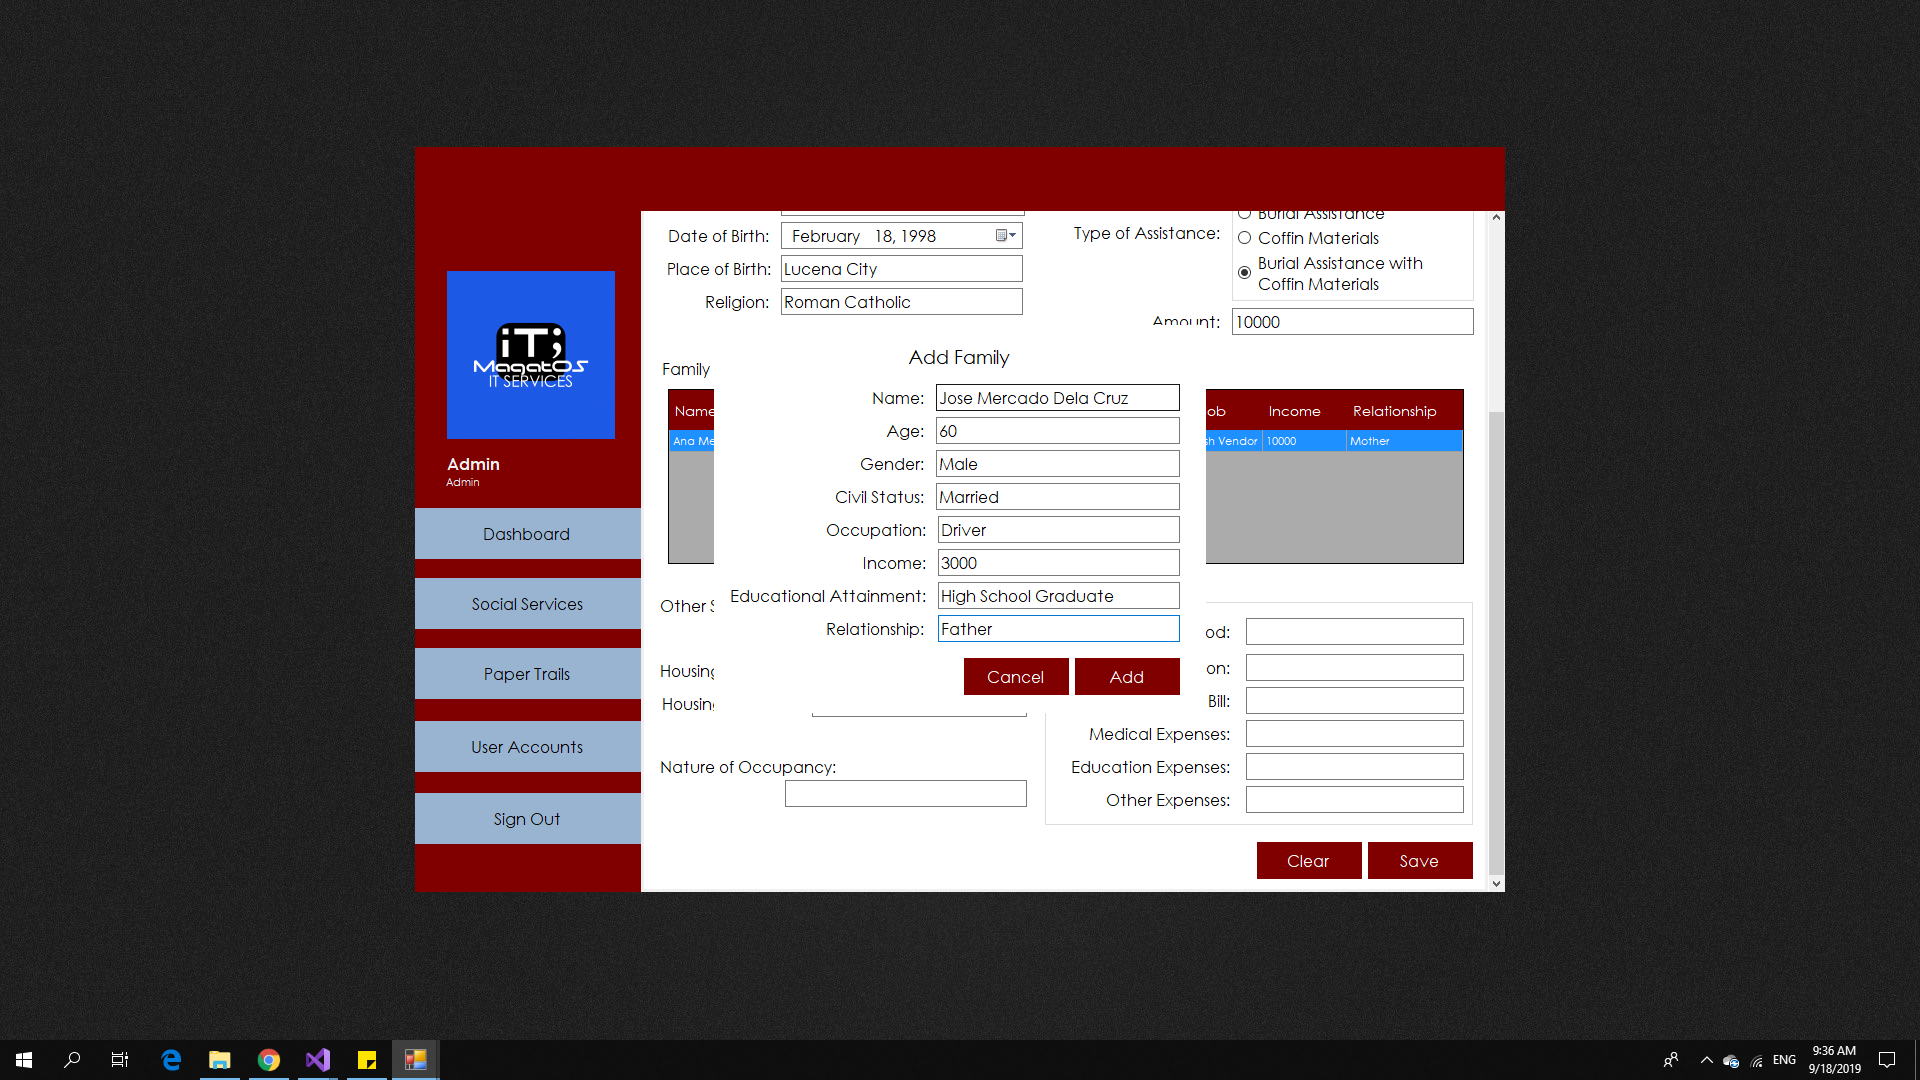 Burial Assistance
Date of Birth: February 18, 1998
Type of Assistance:
Coffin Materials
Place of Birth: Lucena City
Burial Assistance with
Coffin Materials
Religion: Roman Catholic
Amount: 10000
iT;
MagatOS
IT SERVICES
Admin
Admin
Dashboard
Social Services
Paper Trails
User Accounts
Sign Out
Family
Name
Income Relationship
Ana
Vendor 10000 Mother
Add Family
Name: Jose Mercado Dela Cruz
Age: 60
Gender: Male
Civil Status: Married
Occupation: Driver
Income: 3000
Educational Attainment: High School Graduate
Relationship: Father
Cancel Add
Other
Housing
Bill:
Medical Expenses:
Nature of Occupancy:
Education Expenses:
Other Expenses:
Clear Save
ENG
9:36 AM
9/18/2019